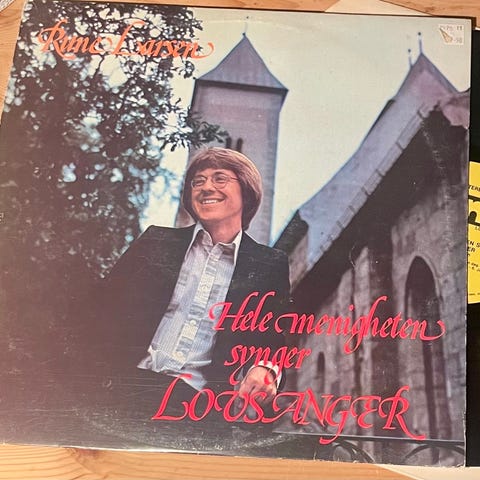 Rune Larsen
Hele menigheten
synger
LOVSANGER